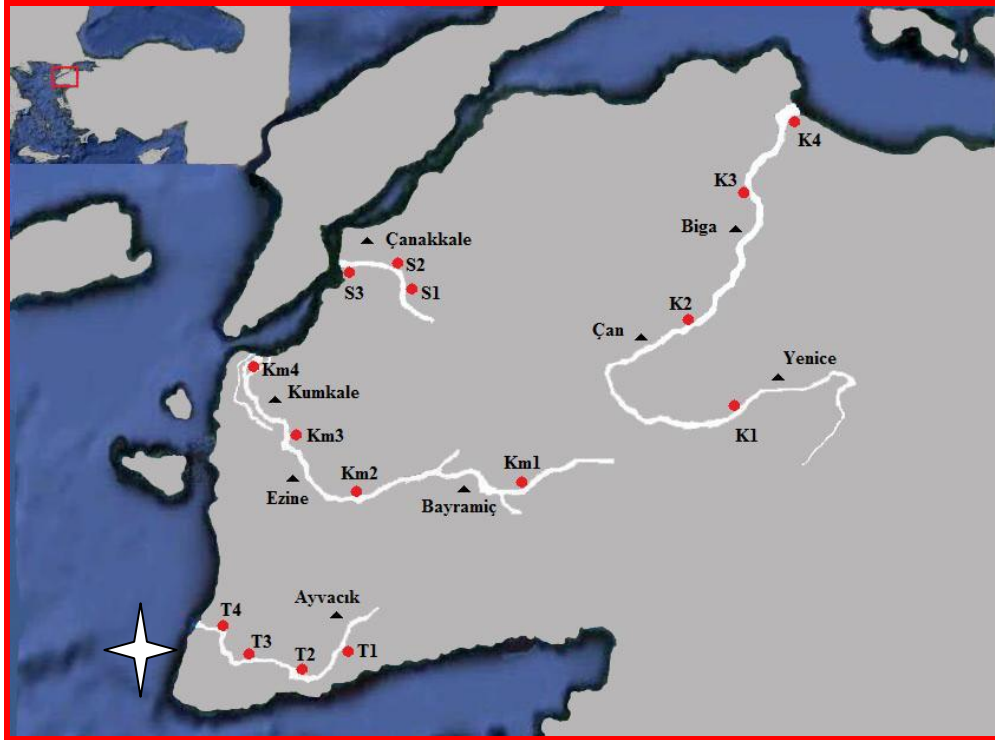 K4
K3
Biga
Çanakkale
S2
S3
S1
K2
Çan
Yenice
Km4
Kumkale
K1
Km3
Km1
Km2
Ezine
Bayramiç
Ayvacık
T4
T3
T2
T1